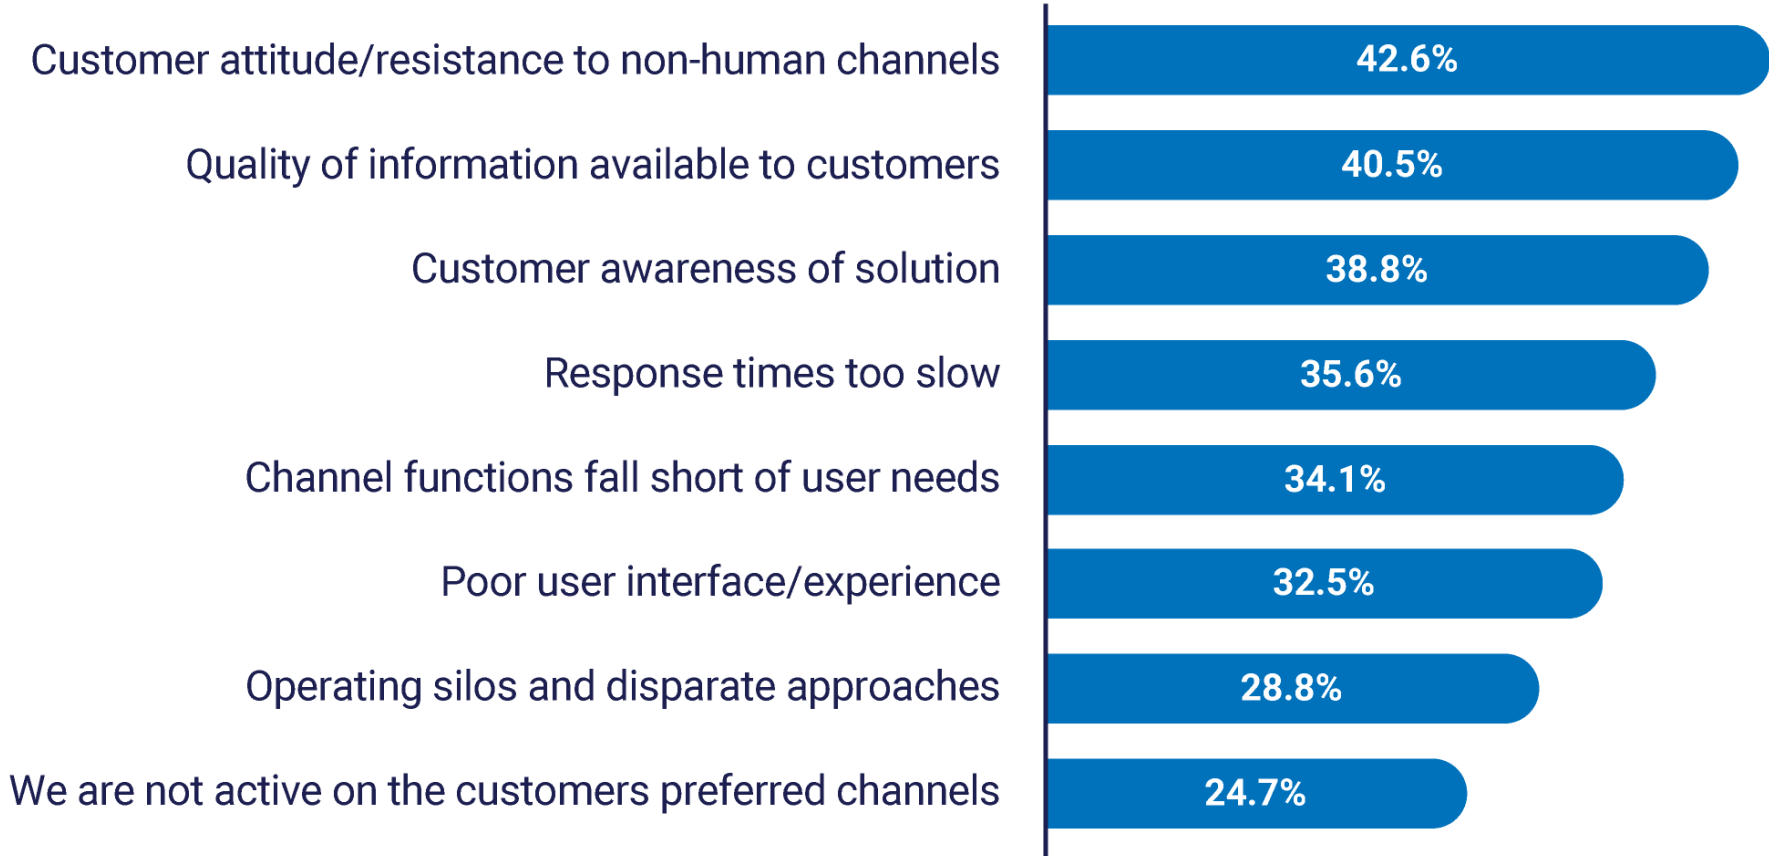 Customer attitude/resistance to non-human channels 42.6%
Quality of information available to customers 40.5%
Customer awareness of solution 38.8%
Response times too slow 35.6%
Channel functions fall short of user needs 34.1%
Poor user interface/experience 32.5%
Operating silos and disparate approaches 28.8%
We are not active on the customers preferred channels 24.7%